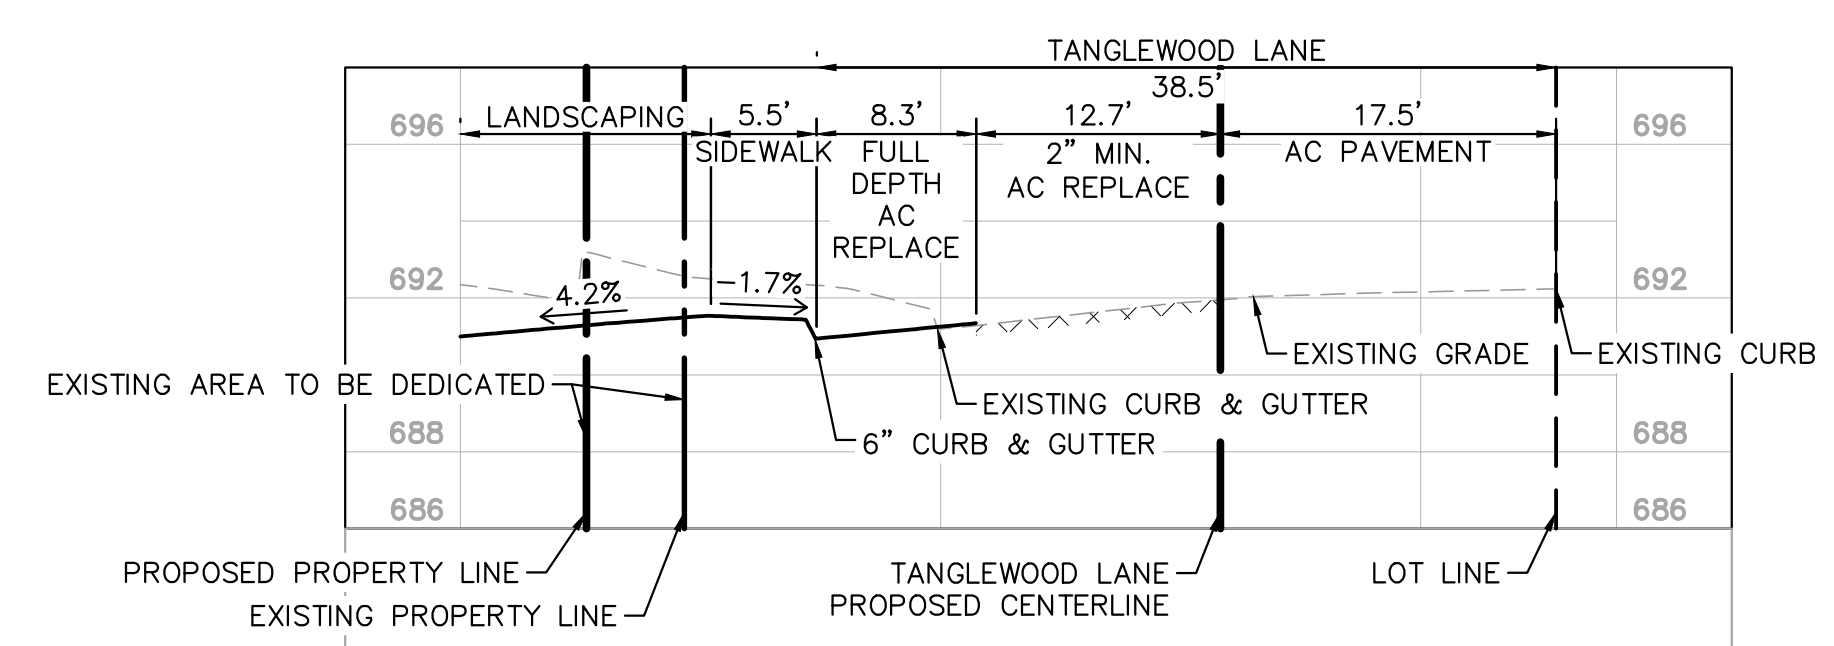 TANGLEWOOD LANE
38.5'
LANDSCAPING
5.5'
8.3'
12.7'
17.5'
696
696
SIDEWALK
FULL
DEPTH
AC
REPLACE
2" MIN.
AC REPLACE
AC PAVEMENT
692
692
4.2%
-1.7%
EXISTING GRADE
EXISTING CURB
EXISTING AREA TO BE DEDICATED
EXISTING CURB & GUTTER
688
688
6" CURB & GUTTER
686
686
PROPOSED PROPERTY LINE
EXISTING PROPERTY LINE
TANGLEWOOD LANE
PROPOSED CENTERLINE
LOT LINE